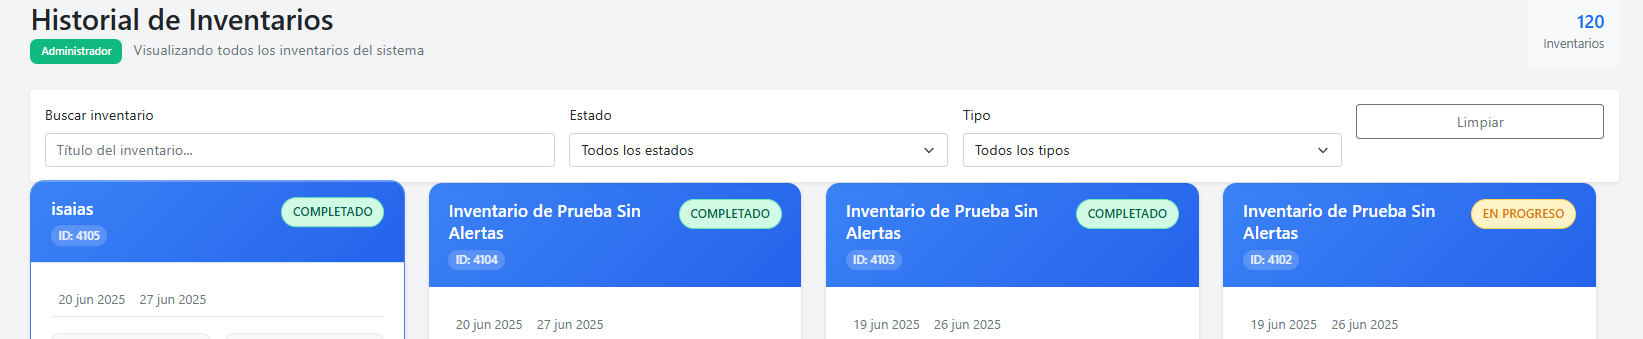 Historial de Inventarios
Administrador Visualizando todos los inventarios del sistema
120
Inventarios
Buscar inventario
Título del inventario...
Estado
Todos los estados
Tipo
Todos los tipos
Limpiar
isaias
COMPLETADO
ID: 4105
20 jun 2025 27 jun 2025
Inventario de Prueba Sin
Alertas
COMPLETADO
ID: 4104
20 jun 2025 27 jun 2025
Inventario de Prueba Sin
Alertas
COMPLETADO
ID: 4103
19 jun 2025 26 jun 2025
Inventario de Prueba Sin
Alertas
EN PROGRESO
ID: 4102
19 jun 2025 26 jun 2025